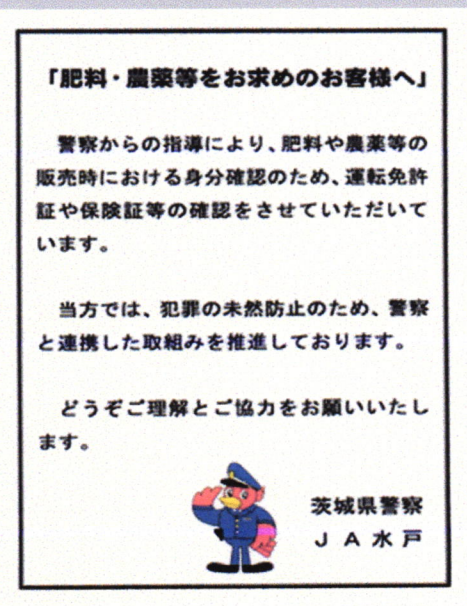 「肥料・農薬等をお求めのお客様へ」
警察からの指導により、肥料や農薬等の
販売時における身分確認のため、運転免許
証や保険証等の確認をさせていただいて
います。
当方では、犯罪の未然防止のため、警察
と連携した取組みを推進しております。
どうぞご理解とご協力をお願いいたし
ます。
茨城県警察
ＪＡ水戸